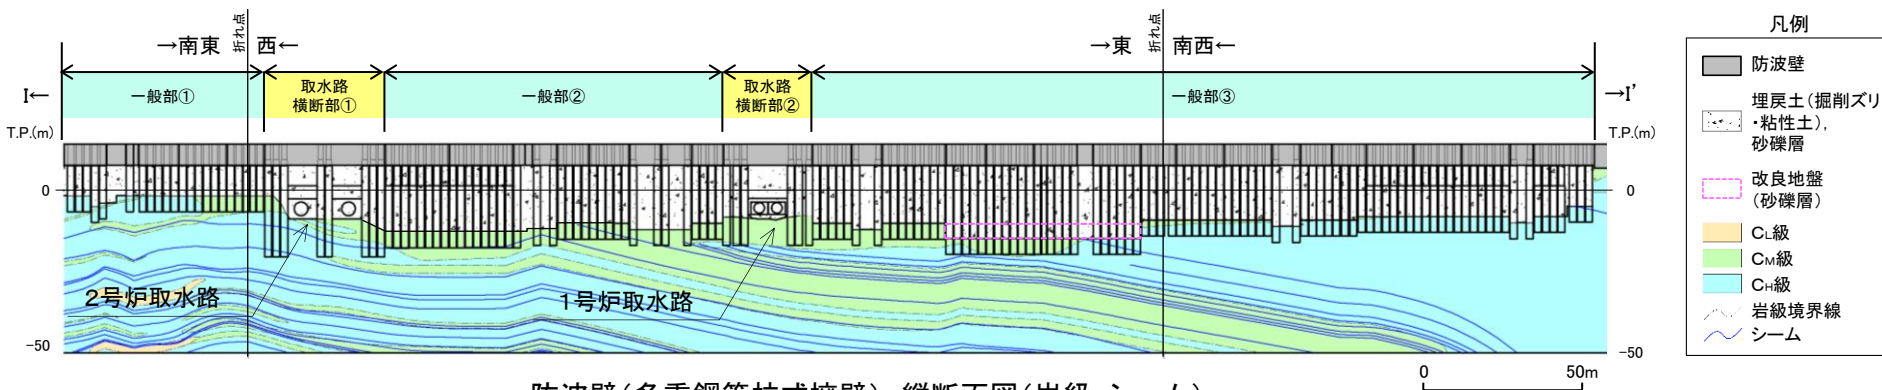 →南東
折れ点
西←
→東
折れ点
南西←
I←
一般部①
取水路
横断部①
一般部②
取水路
横断部②
一般部③
→I'
T.P.(m)
T.P.(m)
0
0
2号炉取水路
1号炉取水路
-50
-50
0
50m
凡例
防波壁
埋戻土(掘削ズリ
・粘性土),
砂礫層
改良地盤
(砂礫層)
CL級
CM級
CH級
岩級境界線
シーム